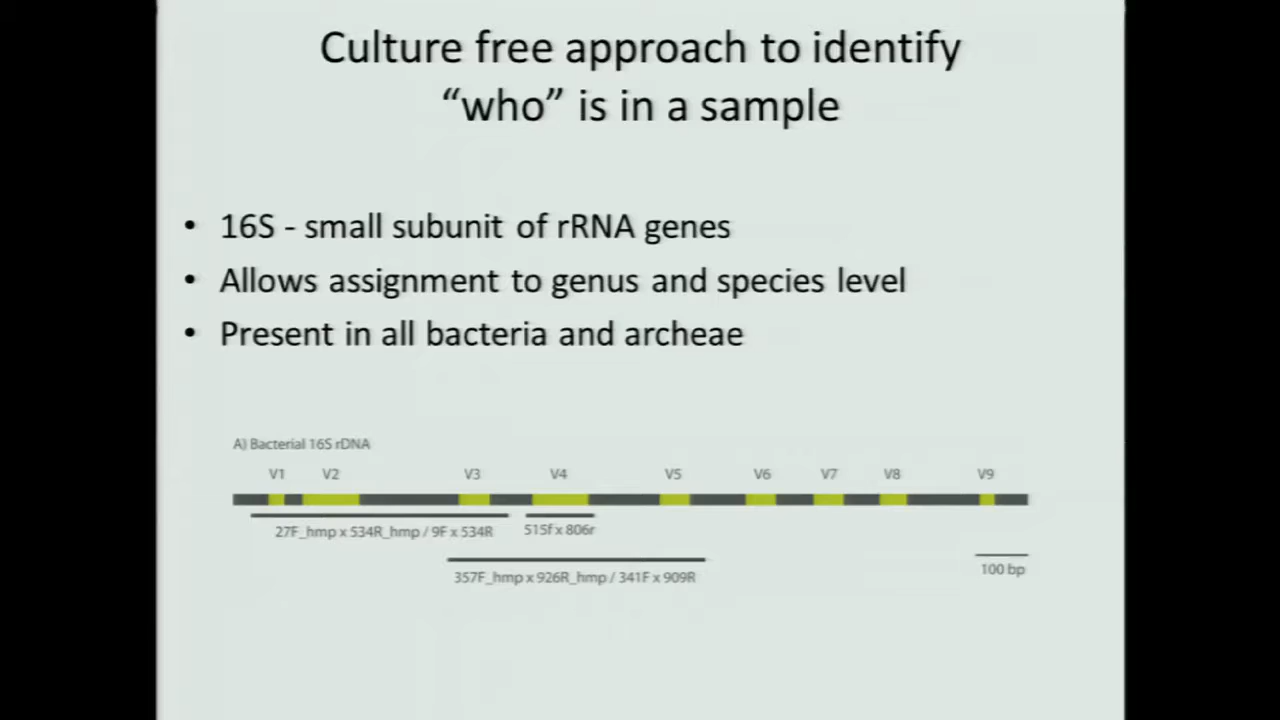 Culture free approach to identify
“who” is in a sample
• 16S - small subunit of rRNA genes
• Allows assignment to genus and species level
• Present in all bacteria and archeae
A) Bacterial 16S rDNA
V1 V2 V3 V4 V5 V6 V7 V8 V9
27F_hmp x 534R_hmp / 9F x 534R 515f x 806r
357F_hmp x 926R_hmp / 341F x 909R 100 bp